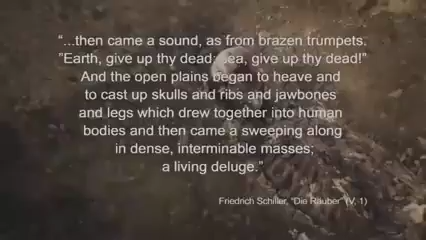 “...then came a sound, as from brazen trumpets.
”Earth, give up thy dead; sea, give up thy dead!”
And the open plains began to heave and
to cast up skulls and ribs and jawbones
and legs which drew together into human
bodies and then came a sweeping along
in dense, interminable masses;
a living deluge.”
Friedrich Schiller, “Die Räuber” (V, 1)